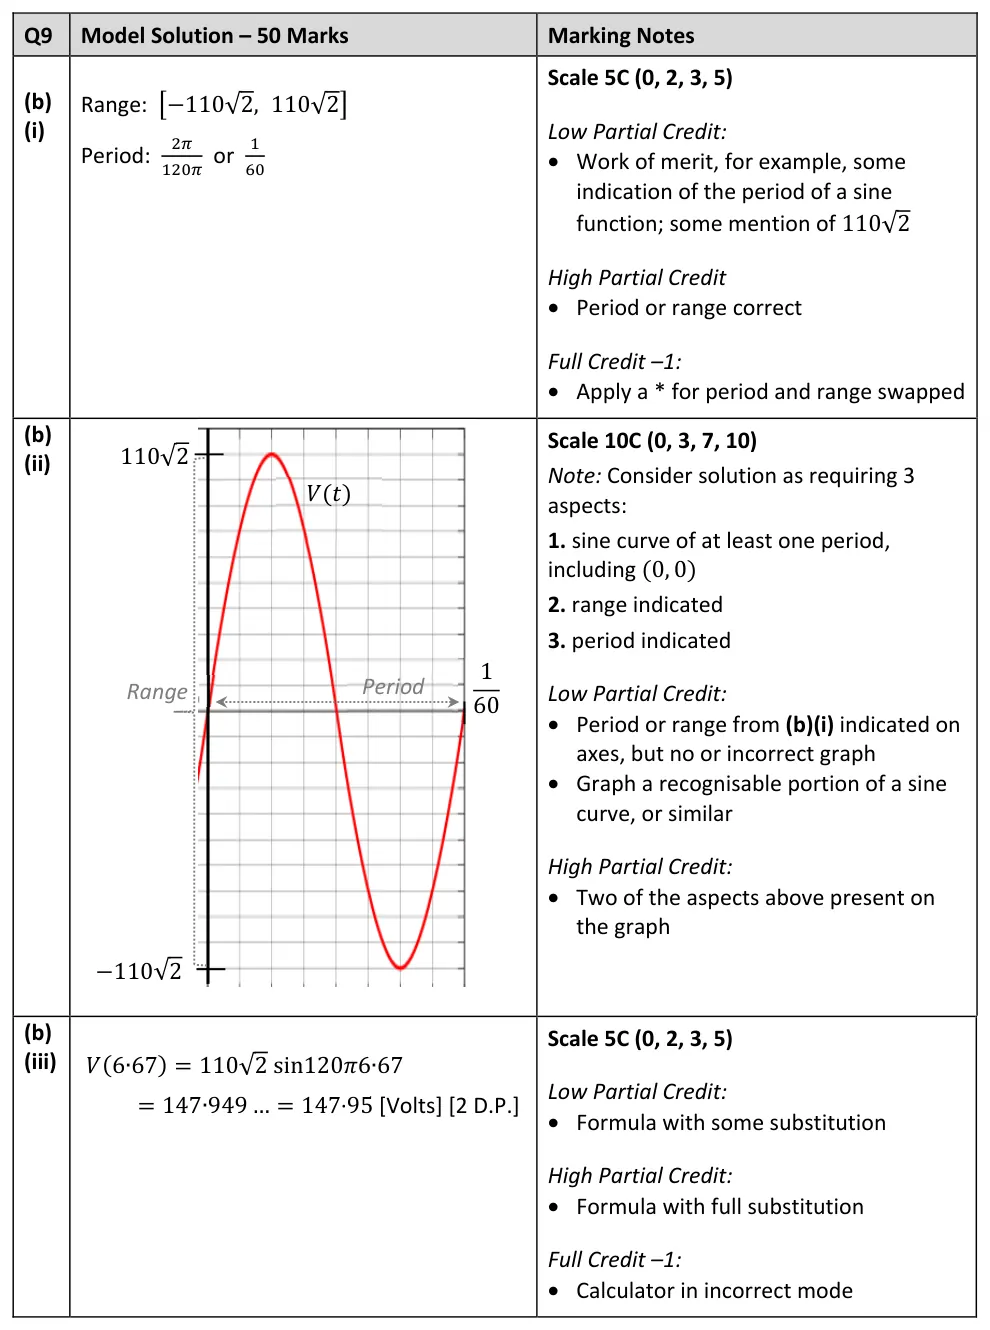 Q9 Model Solution – 50 Marks Marking Notes
(b)
(i)
Range: [−110√2, 110√2]
Period: 2π/120π or 1/60
Scale 5C (0, 2, 3, 5)
Low Partial Credit:
• Work of merit, for example, some
indication of the period of a sine
function; some mention of 110√2
High Partial Credit
• Period or range correct
Full Credit –1:
• Apply a * for period and range swapped
(b)
(ii)
110√2
V(t)
Range
Period
1/60
−110√2
Scale 10C (0, 3, 7, 10)
Note: Consider solution as requiring 3
aspects:
1. sine curve of at least one period,
including (0, 0)
2. range indicated
3. period indicated
Low Partial Credit:
• Period or range from (b)(i) indicated on
axes, but no or incorrect graph
• Graph a recognisable portion of a sine
curve, or similar
High Partial Credit:
• Two of the aspects above present on
the graph
(b)
(iii)
V(6·67) = 110√2 sin120π6·67
= 147·949 … = 147·95 [Volts] [2 D.P.]
Scale 5C (0, 2, 3, 5)
Low Partial Credit:
• Formula with some substitution
High Partial Credit:
• Formula with full substitution
Full Credit –1:
• Calculator in incorrect mode